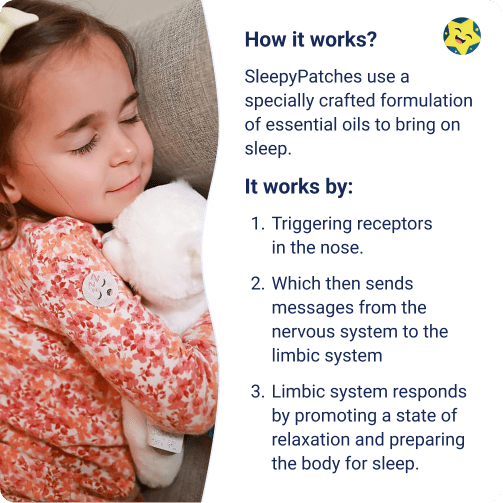 How it works?
SleepyPatches use a
specially crafted formulation
of essential oils to bring on
sleep.
It works by:
1. Triggering receptors
in the nose.
2. Which then sends
messages from the
nervous system to the
limbic system
3. Limbic system responds
by promoting a state of
relaxation and preparing
the body for sleep.